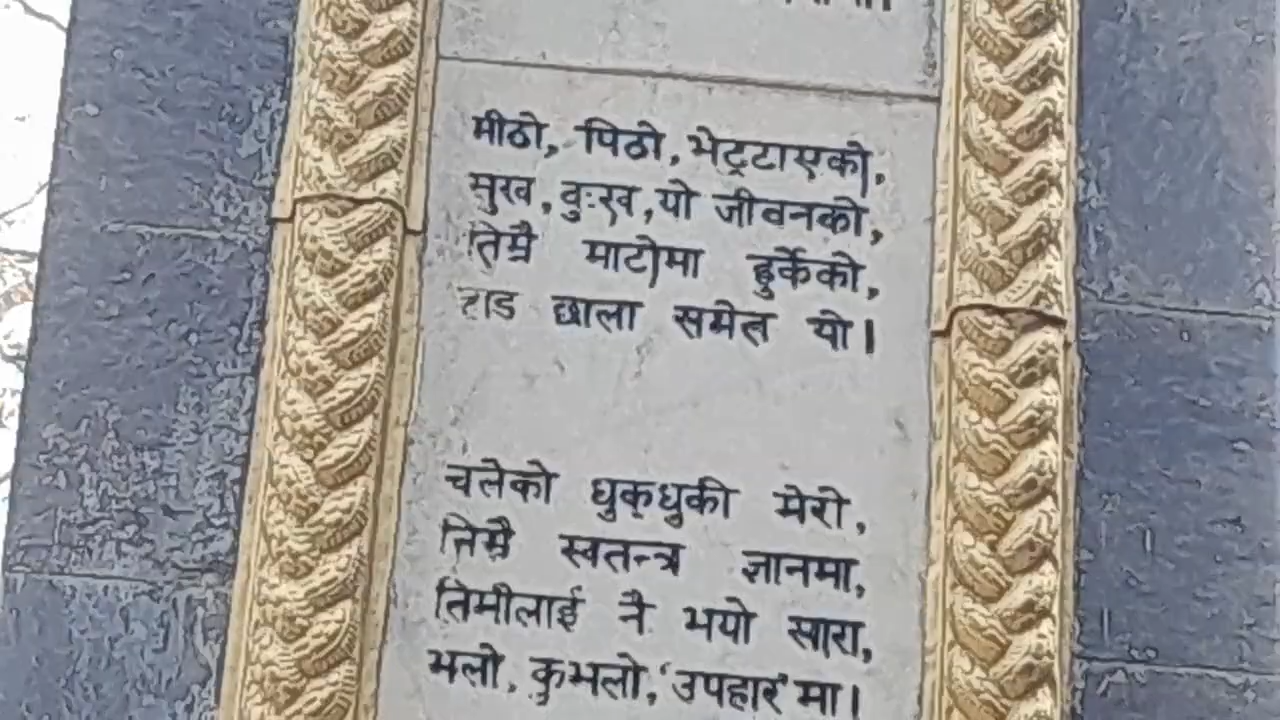 मीठो, पिठो, भेट्टाएको,
सुख, दुःख, यो जीवनको,
तिम्रै माटोमा हुर्केको,
हाड छाला समेत यो।
चलेको धुकधुकी मेरो,
तिम्रै स्वतन्त्र ज्ञानमा,
तिमीलाई नै भयो सारा,
भलो, कुभलो, ‘उपहार’ मा।